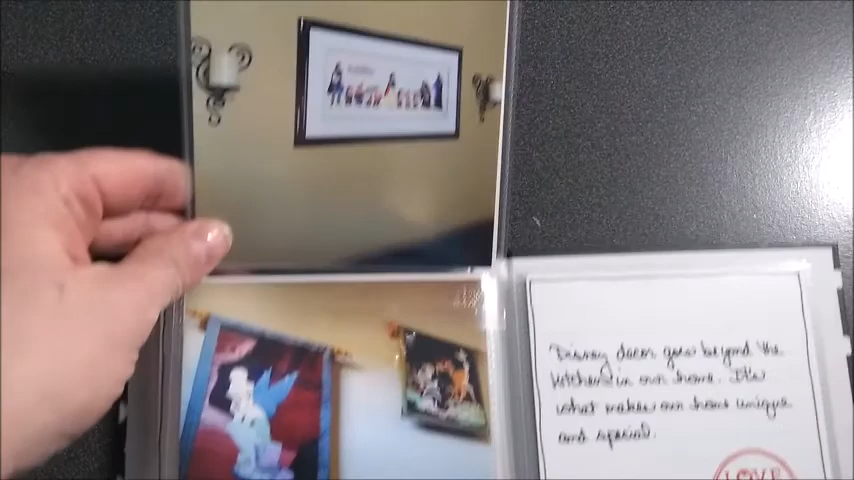 Disney decor goes beyond the
kitchen in our home. It's
what makes our home unique
and special.
LOVE